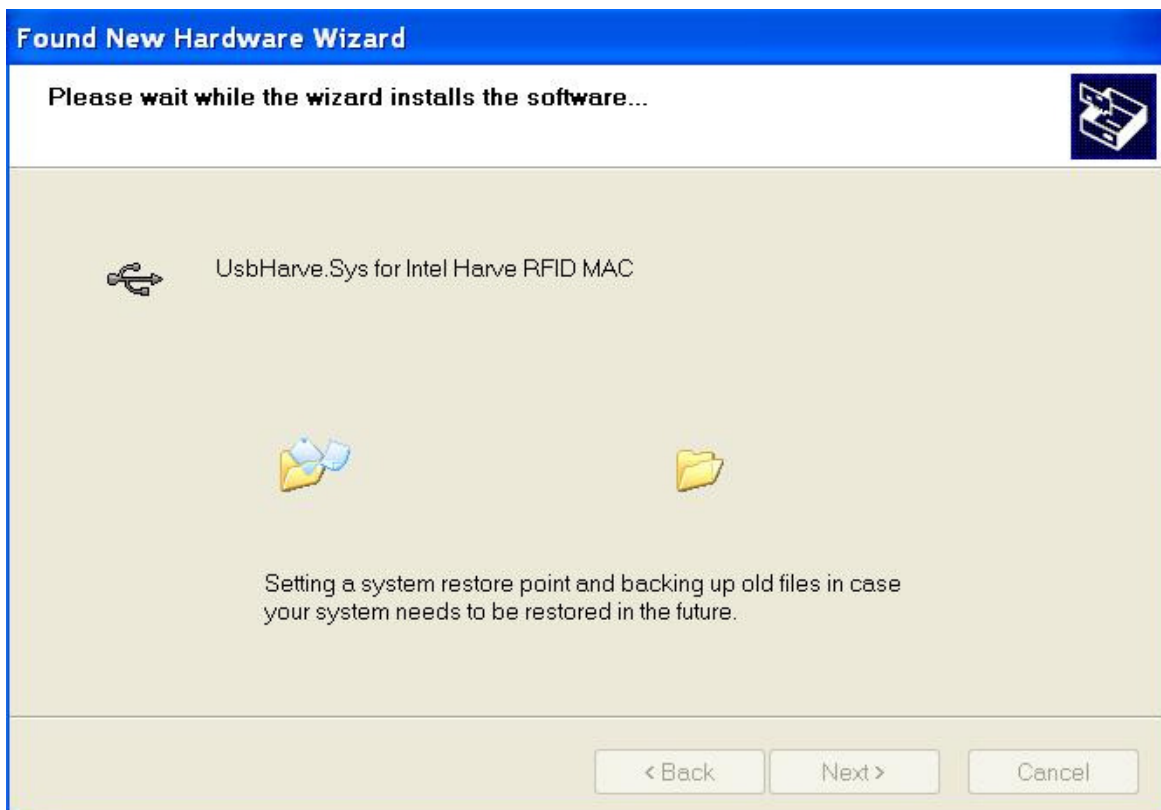 Found New Hardware Wizard
Please wait while the wizard installs the software...
UsbHarve.Sys for Intel Harve RFID MAC
Setting a system restore point and backing up old files in case
your system needs to be restored in the future.
< Back
Next >
Cancel